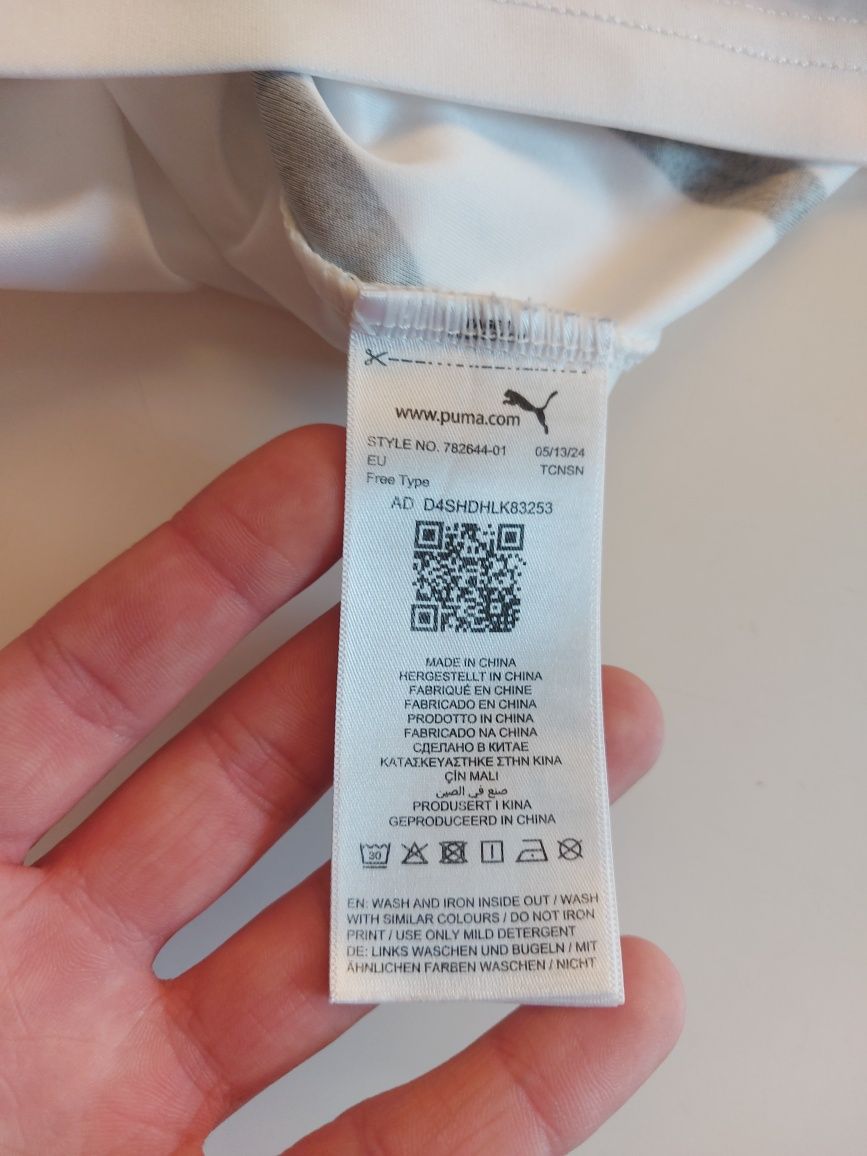 www.puma.com
STYLE NO. 782644-01 05/13/24
EU TCNSN
Free Type
AD D4SHDHLK83253
MADE IN CHINA
HERGESTELLT IN CHINA
FABRIQUÉ EN CHINE
FABRICADO EN CHINA
PRODOTTO IN CHINA
FABRICADO NA CHINA
СДЕЛАНО В КИТАЕ
ΚΑΤΑΣΚΕΥΑΣΤΗΚΕ ΣΤΗΝ ΚΙΝΑ
ÇİN MALI
صنع في الصين
PRODUSERT I KINA
GEPRODUCEERD IN CHINA
30
EN: WASH AND IRON INSIDE OUT / WASH
WITH SIMILAR COLOURS / DO NOT IRON
PRINT / USE ONLY MILD DETERGENT
DE: LINKS WASCHEN UND BUGELN / MIT
ÄHNLICHEN FARBEN WASCHEN / NICHT